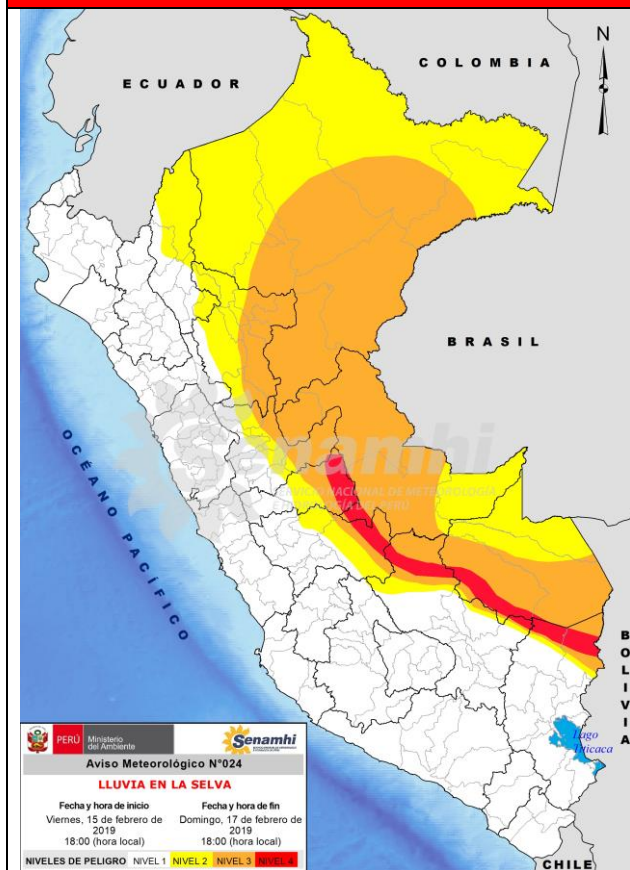 N
COLOMBIA
ECUADOR
BRASIL
Senamhi
SERVICIO NACIONAL DE METEOROLOGÍA
E HIDROLOGÍA DEL PERÚ
OCÉANO PACÍFICO
BOLIVIA
Lago
Titicaca
CHILE
PERÚ Ministerio
del Ambiente
Senamhi
Aviso Meteorológico N°024
LLUVIA EN LA SELVA
Fecha y hora de inicio
Viernes, 15 de febrero de
2019
18:00 (hora local)
Fecha y hora de fin
Domingo, 17 de febrero de
2019
18:00 (hora local)
NIVELES DE PELIGRO NIVEL 1 NIVEL 2 NIVEL 3 NIVEL 4